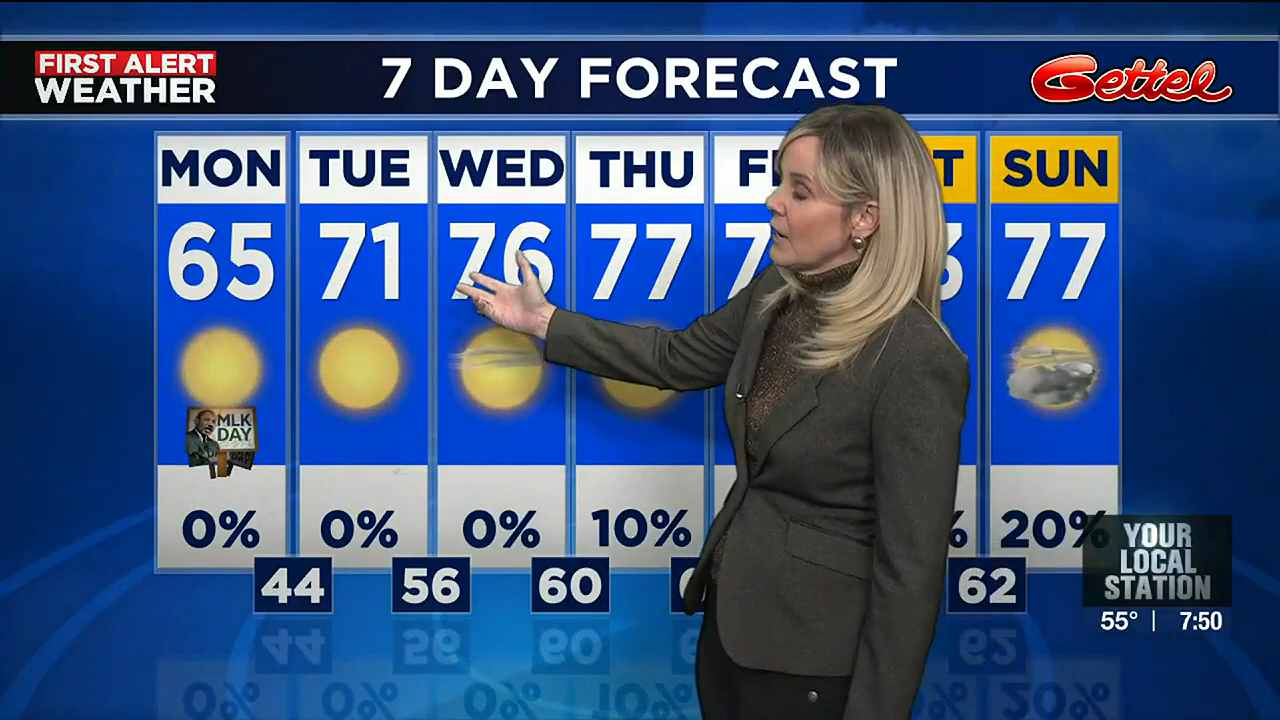 FIRST ALERT
WEATHER
7 DAY FORECAST
Gettel
MON TUE WED THU SUN
65 71 76 77 77
MLK
DAY
0% 0% 0% 10% 20%
44 56 60 62
YOUR
LOCAL
STATION
55° | 7:50